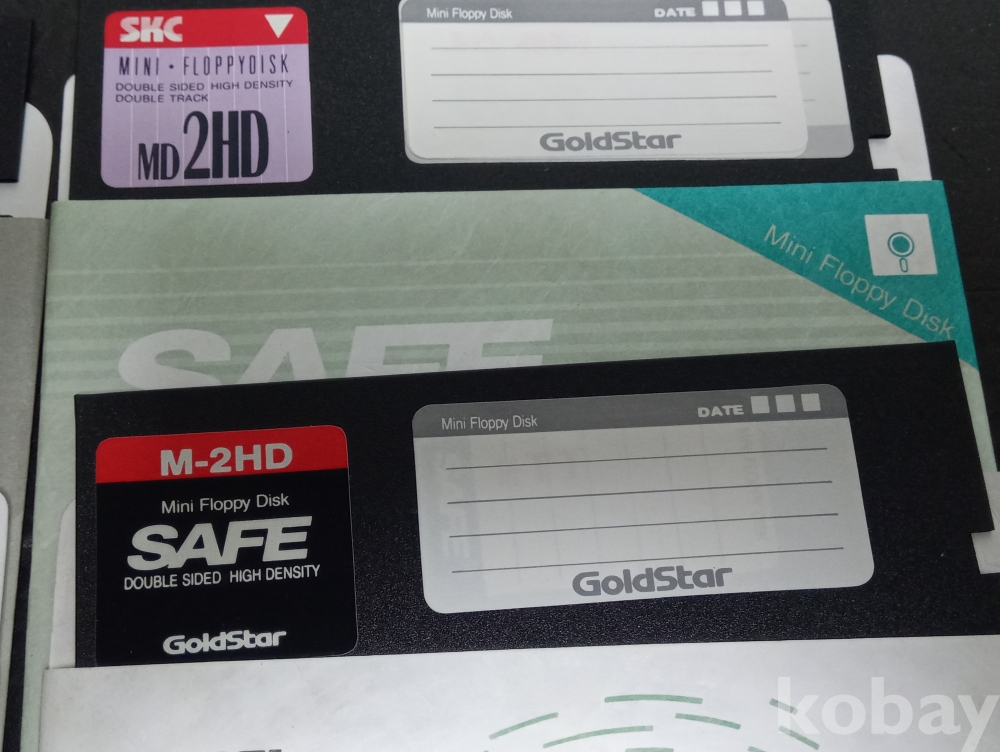 SKC
MINI · FLOPPYDISK
DOUBLE SIDED HIGH DENSITY
DOUBLE TRACK
MD 2HD
Mini Floppy Disk
DATE
GoldStar
Mini Floppy Disk
SAFE
M-2HD
Mini Floppy Disk
SAFE
DOUBLE SIDED HIGH DENSITY
GoldStar
Mini Floppy Disk
DATE
GoldStar
kobay